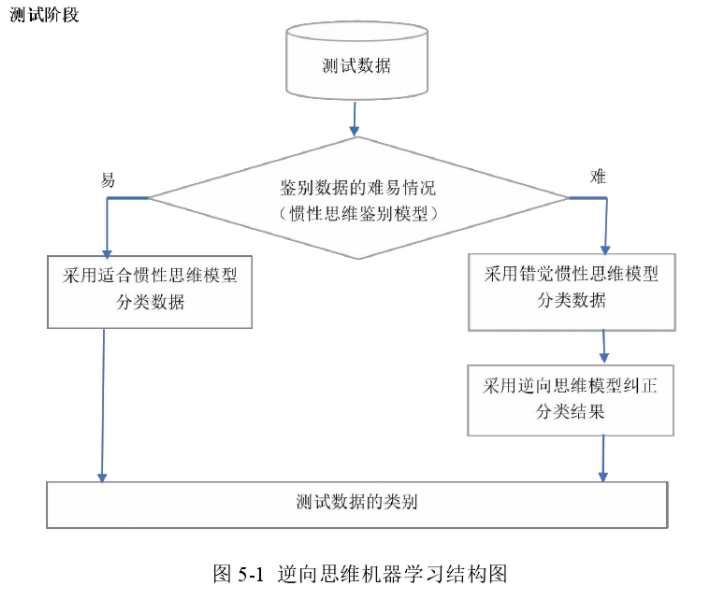 测试阶段
测试数据
鉴别数据的难易情况
（惯性思维鉴别模型）
易
难
采用适合惯性思维模型
分类数据
采用错觉惯性思维模型
分类数据
采用逆向思维模型纠正
分类结果
测试数据的类别
图 5-1 逆向思维机器学习结构图